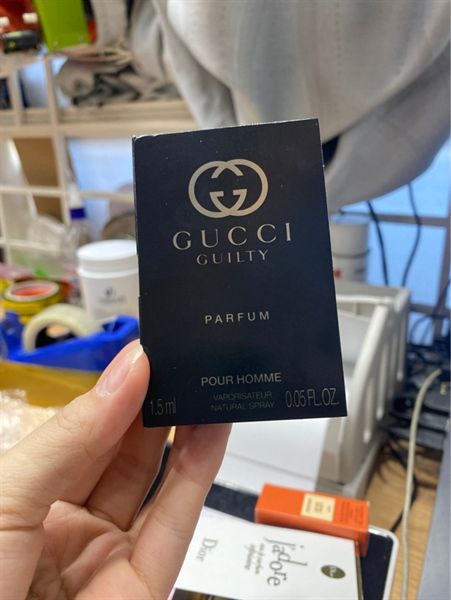 GUCCI
GUILTY
PARFUM
POUR HOMME
VAPORISATEUR
NATURAL SPRAY
1.5 ml
0.05 FL.OZ.
j'adore
Dior